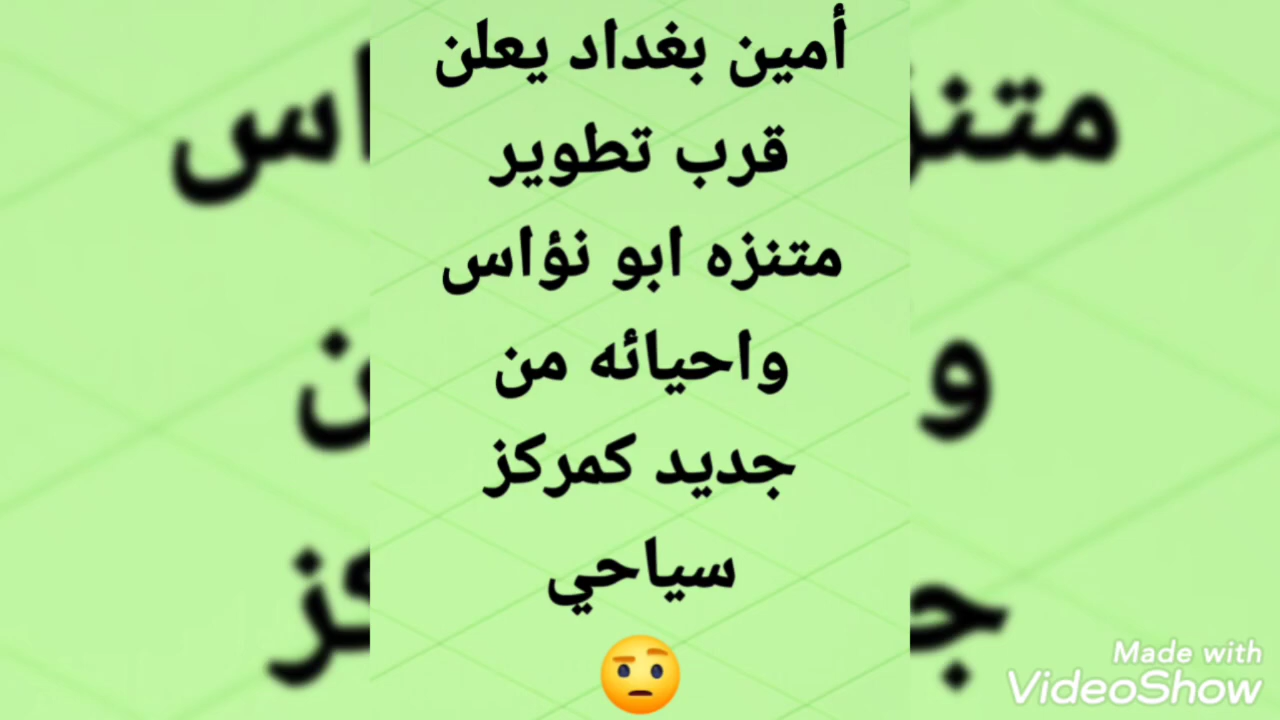 أمين بغداد يعلن
قرب تطوير
متنزه ابو نؤاس
واحيائه من
جديد كمركز
سياحي
🤨
Made with
VideoShow